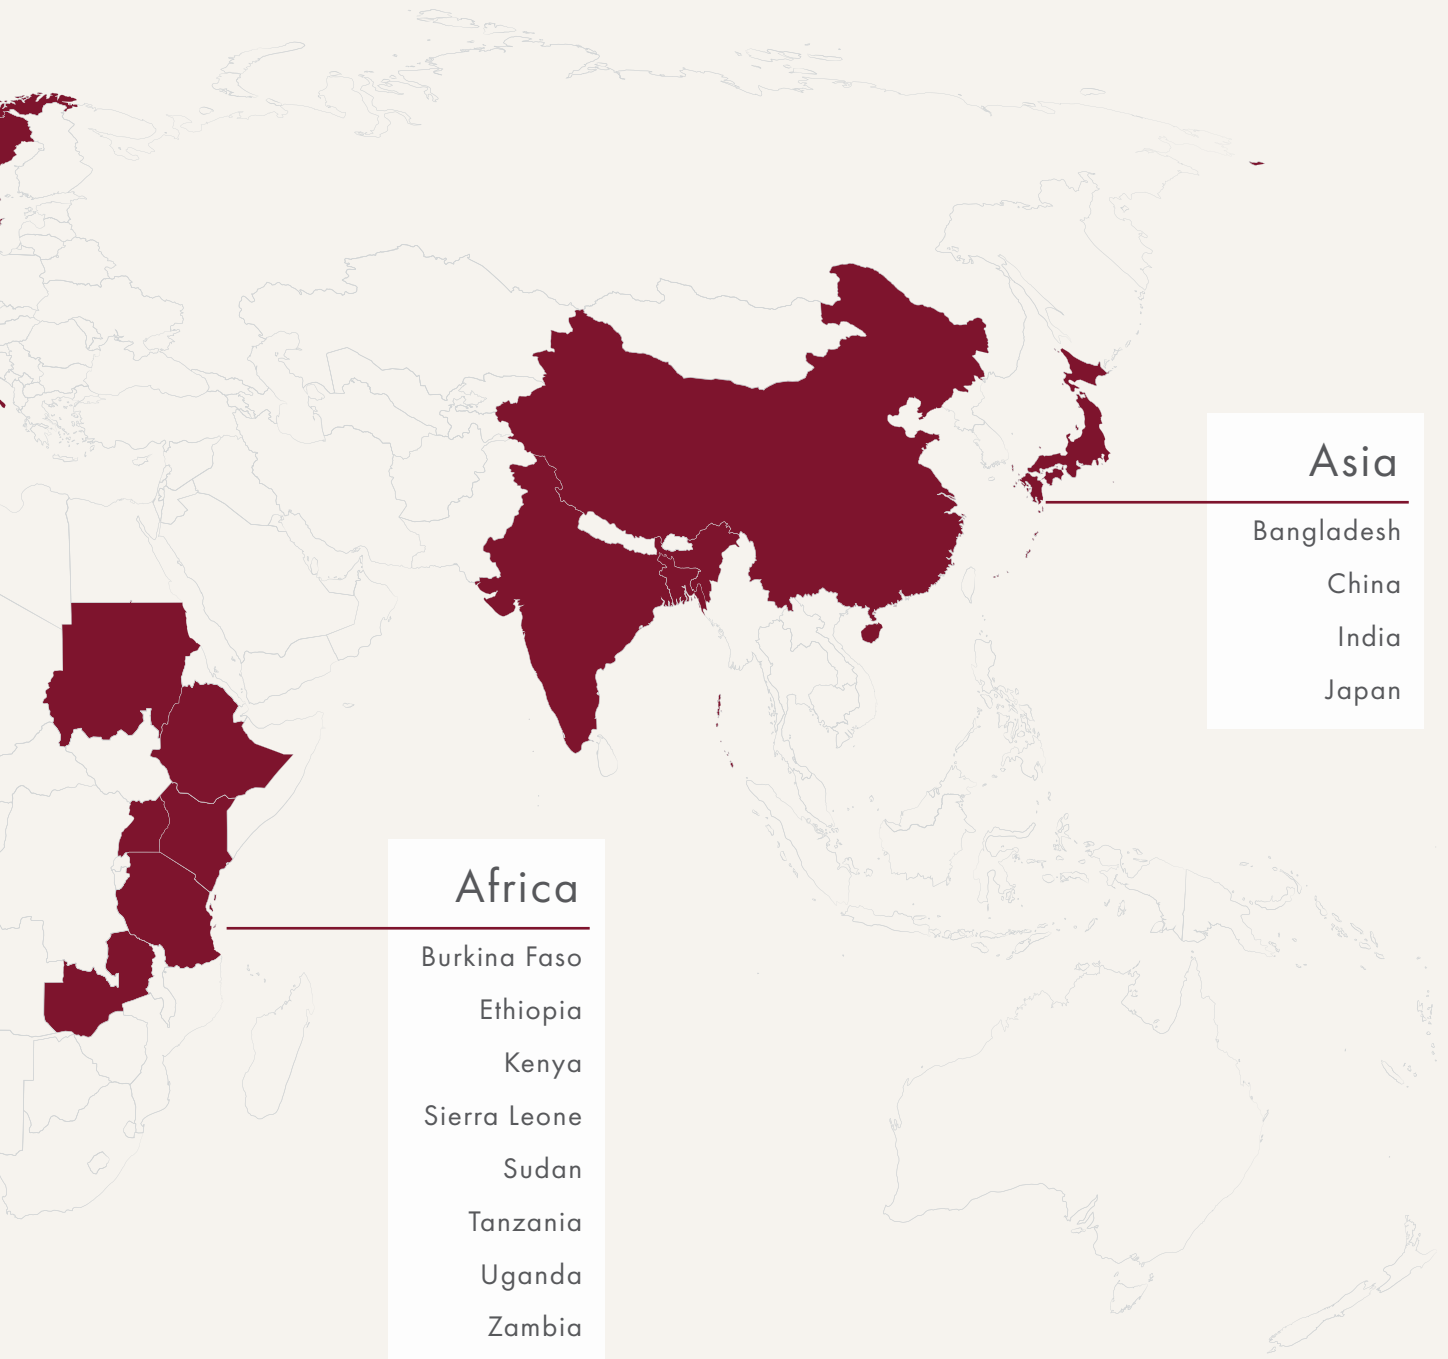 Asia
Bangladesh
China
India
Japan
Africa
Burkina Faso
Ethiopia
Kenya
Sierra Leone
Sudan
Tanzania
Uganda
Zambia